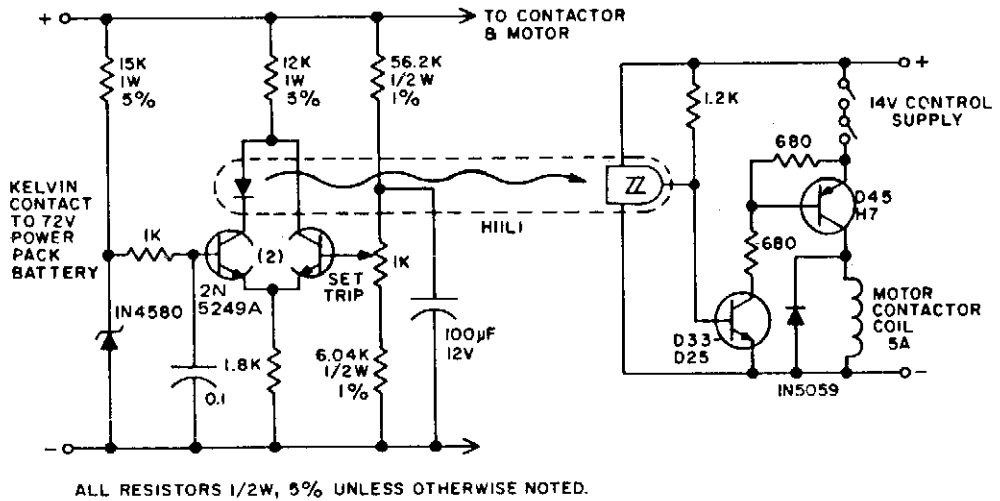 +
15K
1W
5%
12K
1W
5%
56.2K
1/2W
1%
TO CONTACTOR
& MOTOR
+
1.2K
14V CONTROL
SUPPLY
680
KELVIN
CONTACT
TO 72V
POWER
PACK
BATTERY
H11L1
D45
H7
1K
(2)
SET
TRIP
1K
680
2N
5249A
1N4580
100µF
12V
MOTOR
CONTACTOR
COIL
5A
D33-
D25
1.8K
6.04K
1/2W
1%
0.1
1N5059
-
-
ALL RESISTORS 1/2W, 5% UNLESS OTHERWISE NOTED.